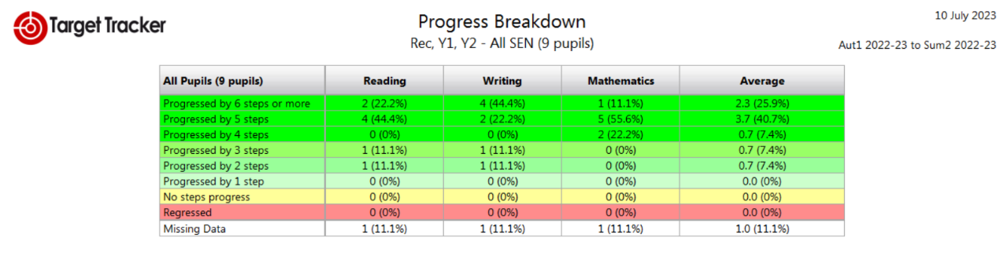 Target Tracker
Progress Breakdown
10 July 2023
Rec, Y1, Y2 - All SEN (9 pupils)
Aut1 2022-23 to Sum2 2022-23
All Pupils (9 pupils) Reading Writing Mathematics Average
Progressed by 6 steps or more 2 (22.2%) 4 (44.4%) 1 (11.1%) 2.3 (25.9%)
Progressed by 5 steps 4 (44.4%) 2 (22.2%) 5 (55.6%) 3.7 (40.7%)
Progressed by 4 steps 0 (0%) 0 (0%) 2 (22.2%) 0.7 (7.4%)
Progressed by 3 steps 1 (11.1%) 1 (11.1%) 0 (0%) 0.7 (7.4%)
Progressed by 2 steps 1 (11.1%) 1 (11.1%) 0 (0%) 0.7 (7.4%)
Progressed by 1 step 0 (0%) 0 (0%) 0 (0%) 0.0 (0%)
No steps progress 0 (0%) 0 (0%) 0 (0%) 0.0 (0%)
Regressed 0 (0%) 0 (0%) 0 (0%) 0.0 (0%)
Missing Data 1 (11.1%) 1 (11.1%) 1 (11.1%) 1.0 (11.1%)